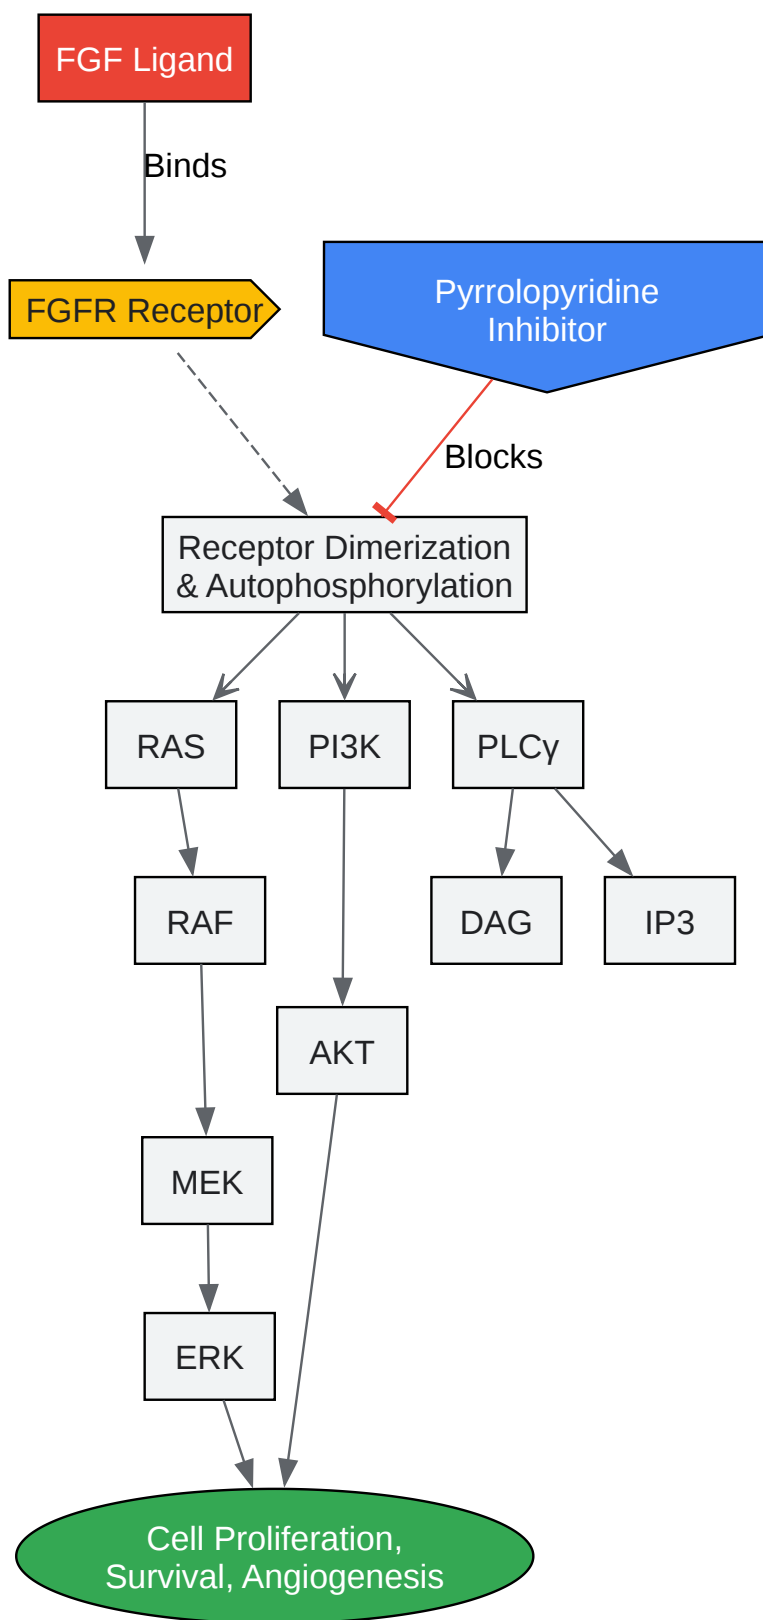 FGF Ligand
Binds
FGFR Receptor
Pyrrolopyridine
Inhibitor
Blocks
Receptor Dimerization
& Autophosphorylation
RAS
PI3K
PLCγ
RAF
DAG
IP3
AKT
MEK
ERK
Cell Proliferation,
Survival, Angiogenesis